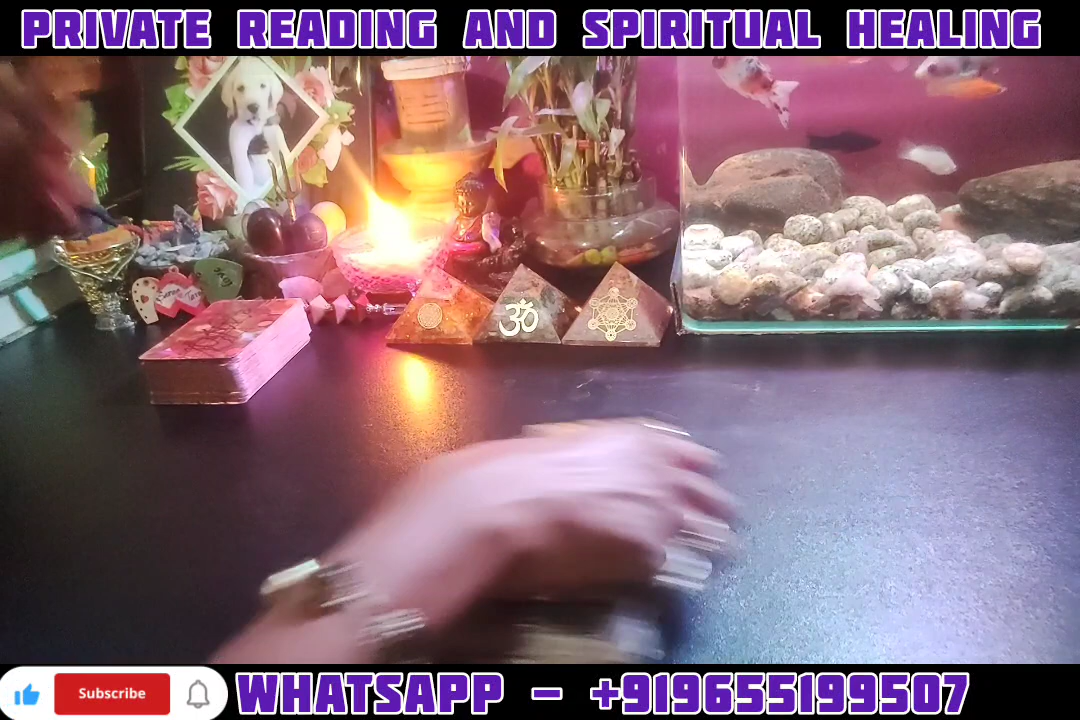 PRIVATE READING AND SPIRITUAL HEALING
ॐ
Subscribe
WHATSAPP - +919655199507